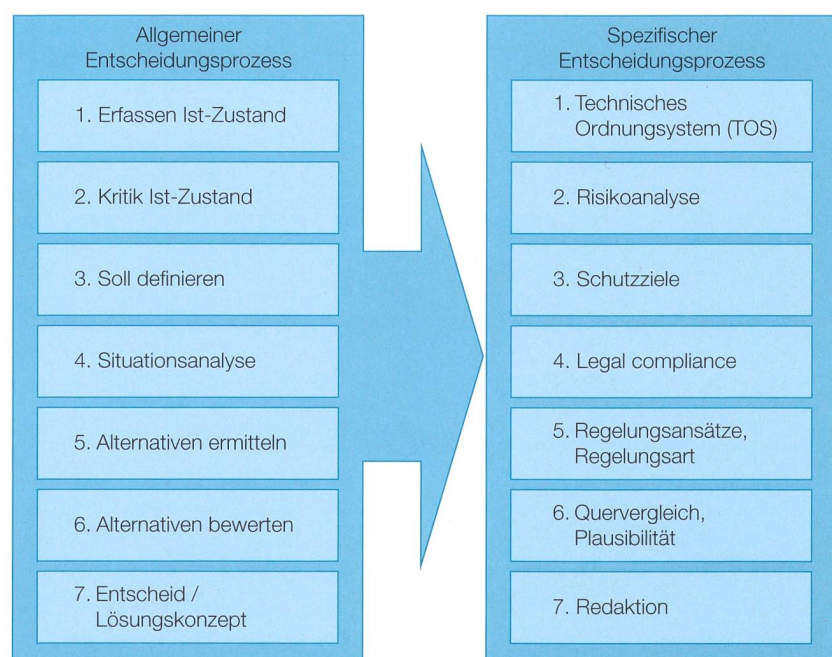 Allgemeiner
Entscheidungsprozess
1. Erfassen Ist-Zustand
2. Kritik Ist-Zustand
3. Soll definieren
4. Situationsanalyse
5. Alternativen ermitteln
6. Alternativen bewerten
7. Entscheid /
Lösungskonzept
Spezifischer
Entscheidungsprozess
1. Technisches
Ordnungsystem (TOS)
2. Risikoanalyse
3. Schutzziele
4. Legal compliance
5. Regelungsansätze,
Regelungsart
6. Quervergleich,
Plausibilität
7. Redaktion